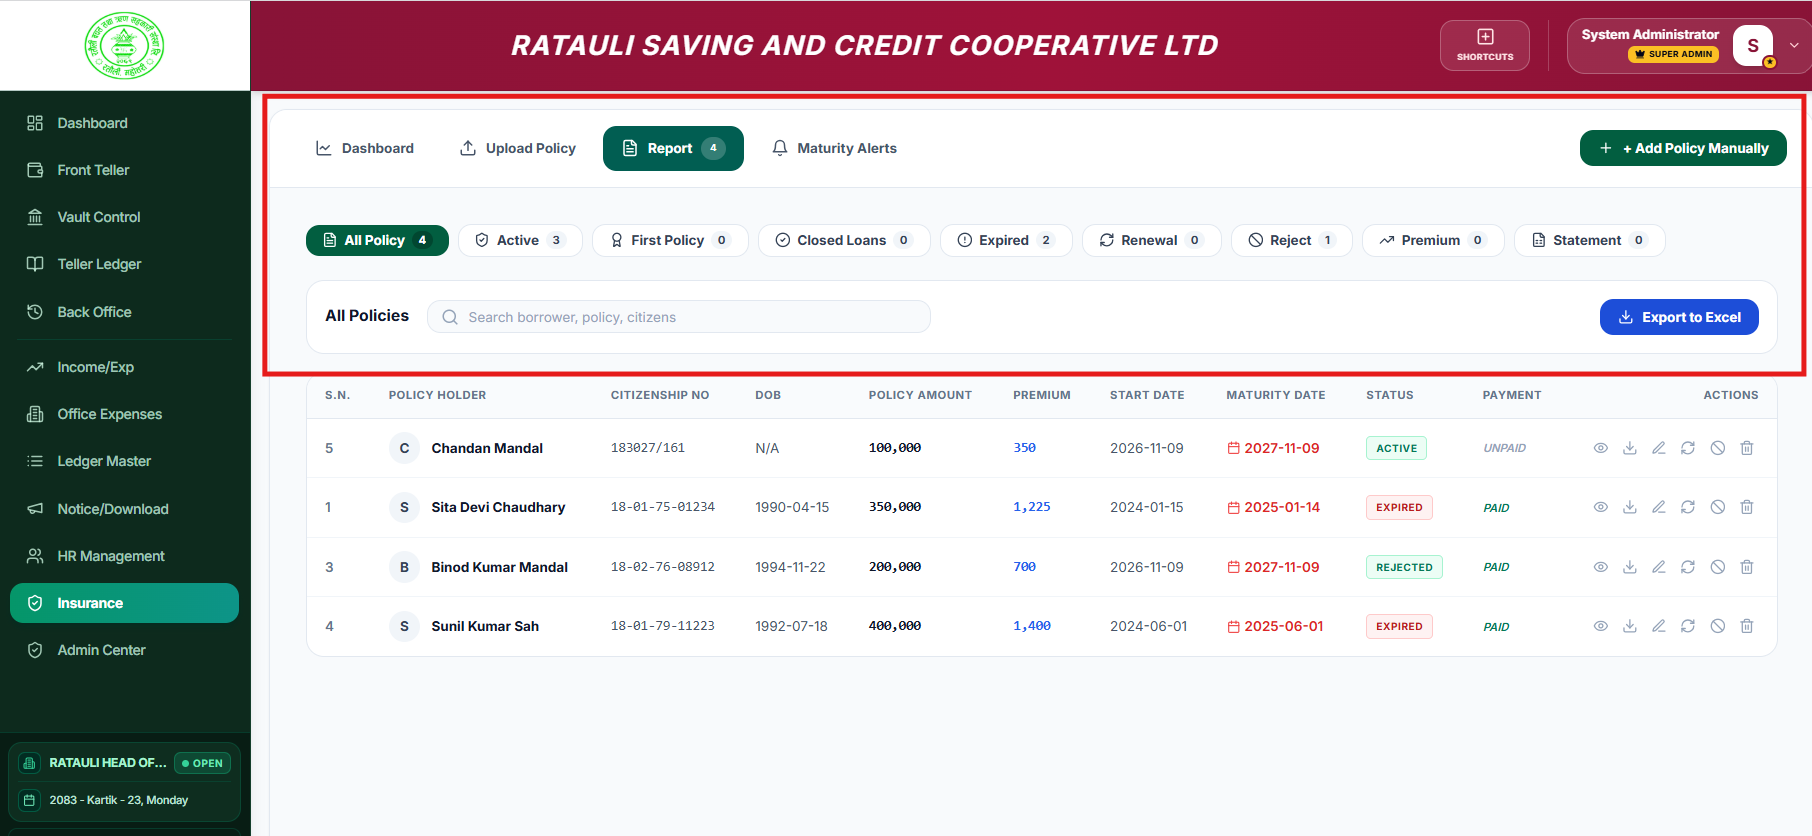 RATAULI SAVING AND CREDIT COOPERATIVE LTD
SHORTCUTS
System Administrator
SUPER ADMIN
S
Dashboard
Front Teller
Vault Control
Teller Ledger
Back Office
Income/Exp
Office Expenses
Ledger Master
Notice/Download
HR Management
Insurance
Admin Center
RATAULI HEAD OF... OPEN
2083 - Kartik - 23, Monday
Dashboard Upload Policy Report 4 Maturity Alerts + Add Policy Manually
All Policy 4 Active 3 First Policy 0 Closed Loans 0 Expired 2 Renewal 0 Reject 1 Premium 0 Statement 0
All Policies Search borrower, policy, citizens Export to Excel
S.N. POLICY HOLDER CITIZENSHIP NO DOB POLICY AMOUNT PREMIUM START DATE MATURITY DATE STATUS PAYMENT ACTIONS
5 C Chandan Mandal 183027/161 N/A 100,000 350 2026-11-09 2027-11-09 ACTIVE UNPAID
1 S Sita Devi Chaudhary 18-01-75-01234 1990-04-15 350,000 1,225 2024-01-15 2025-01-14 EXPIRED PAID
3 B Binod Kumar Mandal 18-02-76-08912 1994-11-22 200,000 700 2026-11-09 2027-11-09 REJECTED PAID
4 S Sunil Kumar Sah 18-01-79-11223 1992-07-18 400,000 1,400 2024-06-01 2025-06-01 EXPIRED PAID